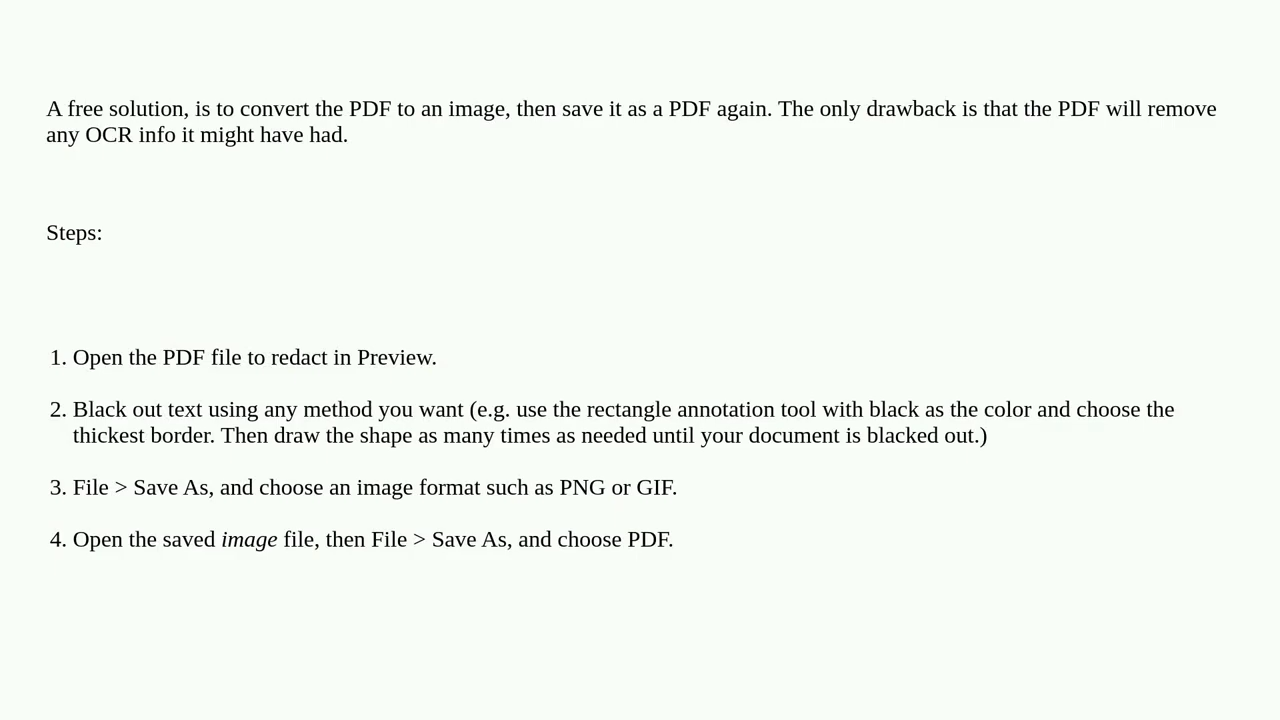 A free solution, is to convert the PDF to an image, then save it as a PDF again. The only drawback is that the PDF will remove
any OCR info it might have had.
Steps:
1. Open the PDF file to redact in Preview.
2. Black out text using any method you want (e.g. use the rectangle annotation tool with black as the color and choose the
thickest border. Then draw the shape as many times as needed until your document is blacked out.)
3. File > Save As, and choose an image format such as PNG or GIF.
4. Open the saved image file, then File > Save As, and choose PDF.